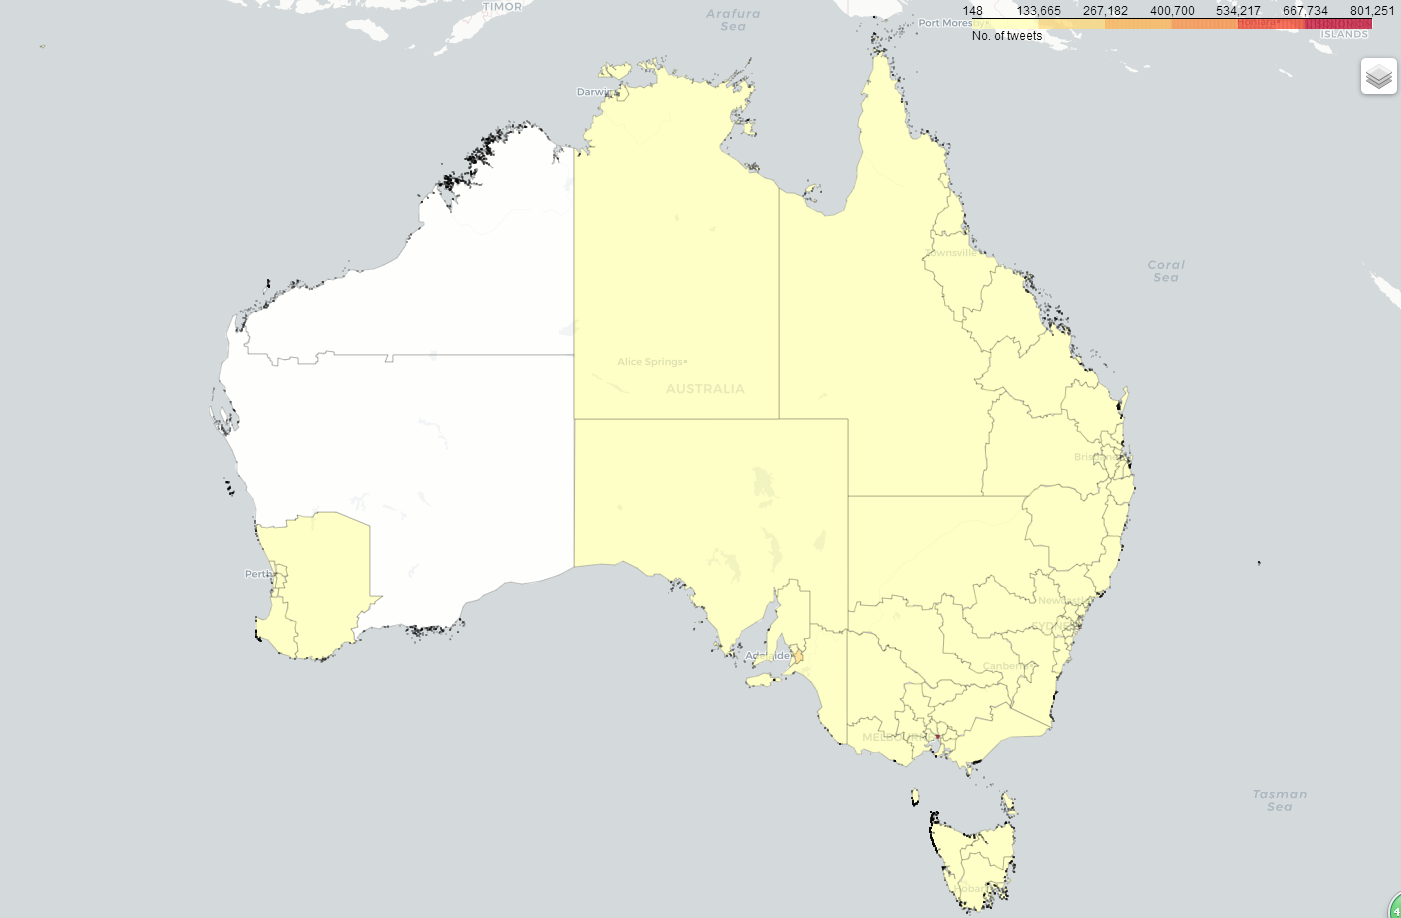 TIMOR
Arafura
Sea
Port Moresby
148 133,665 267,182 400,700 534,217 667,734 801,251
No. of tweets
ISLANDS
Darwin
Coral
Sea
Townsville
Alice Springs
AUSTRALIA
Brisbane
Perth
Newcastle
SYDNEY
Adelaide
Canberra
MELBOURNE
Tasman
Sea
Hobart
4